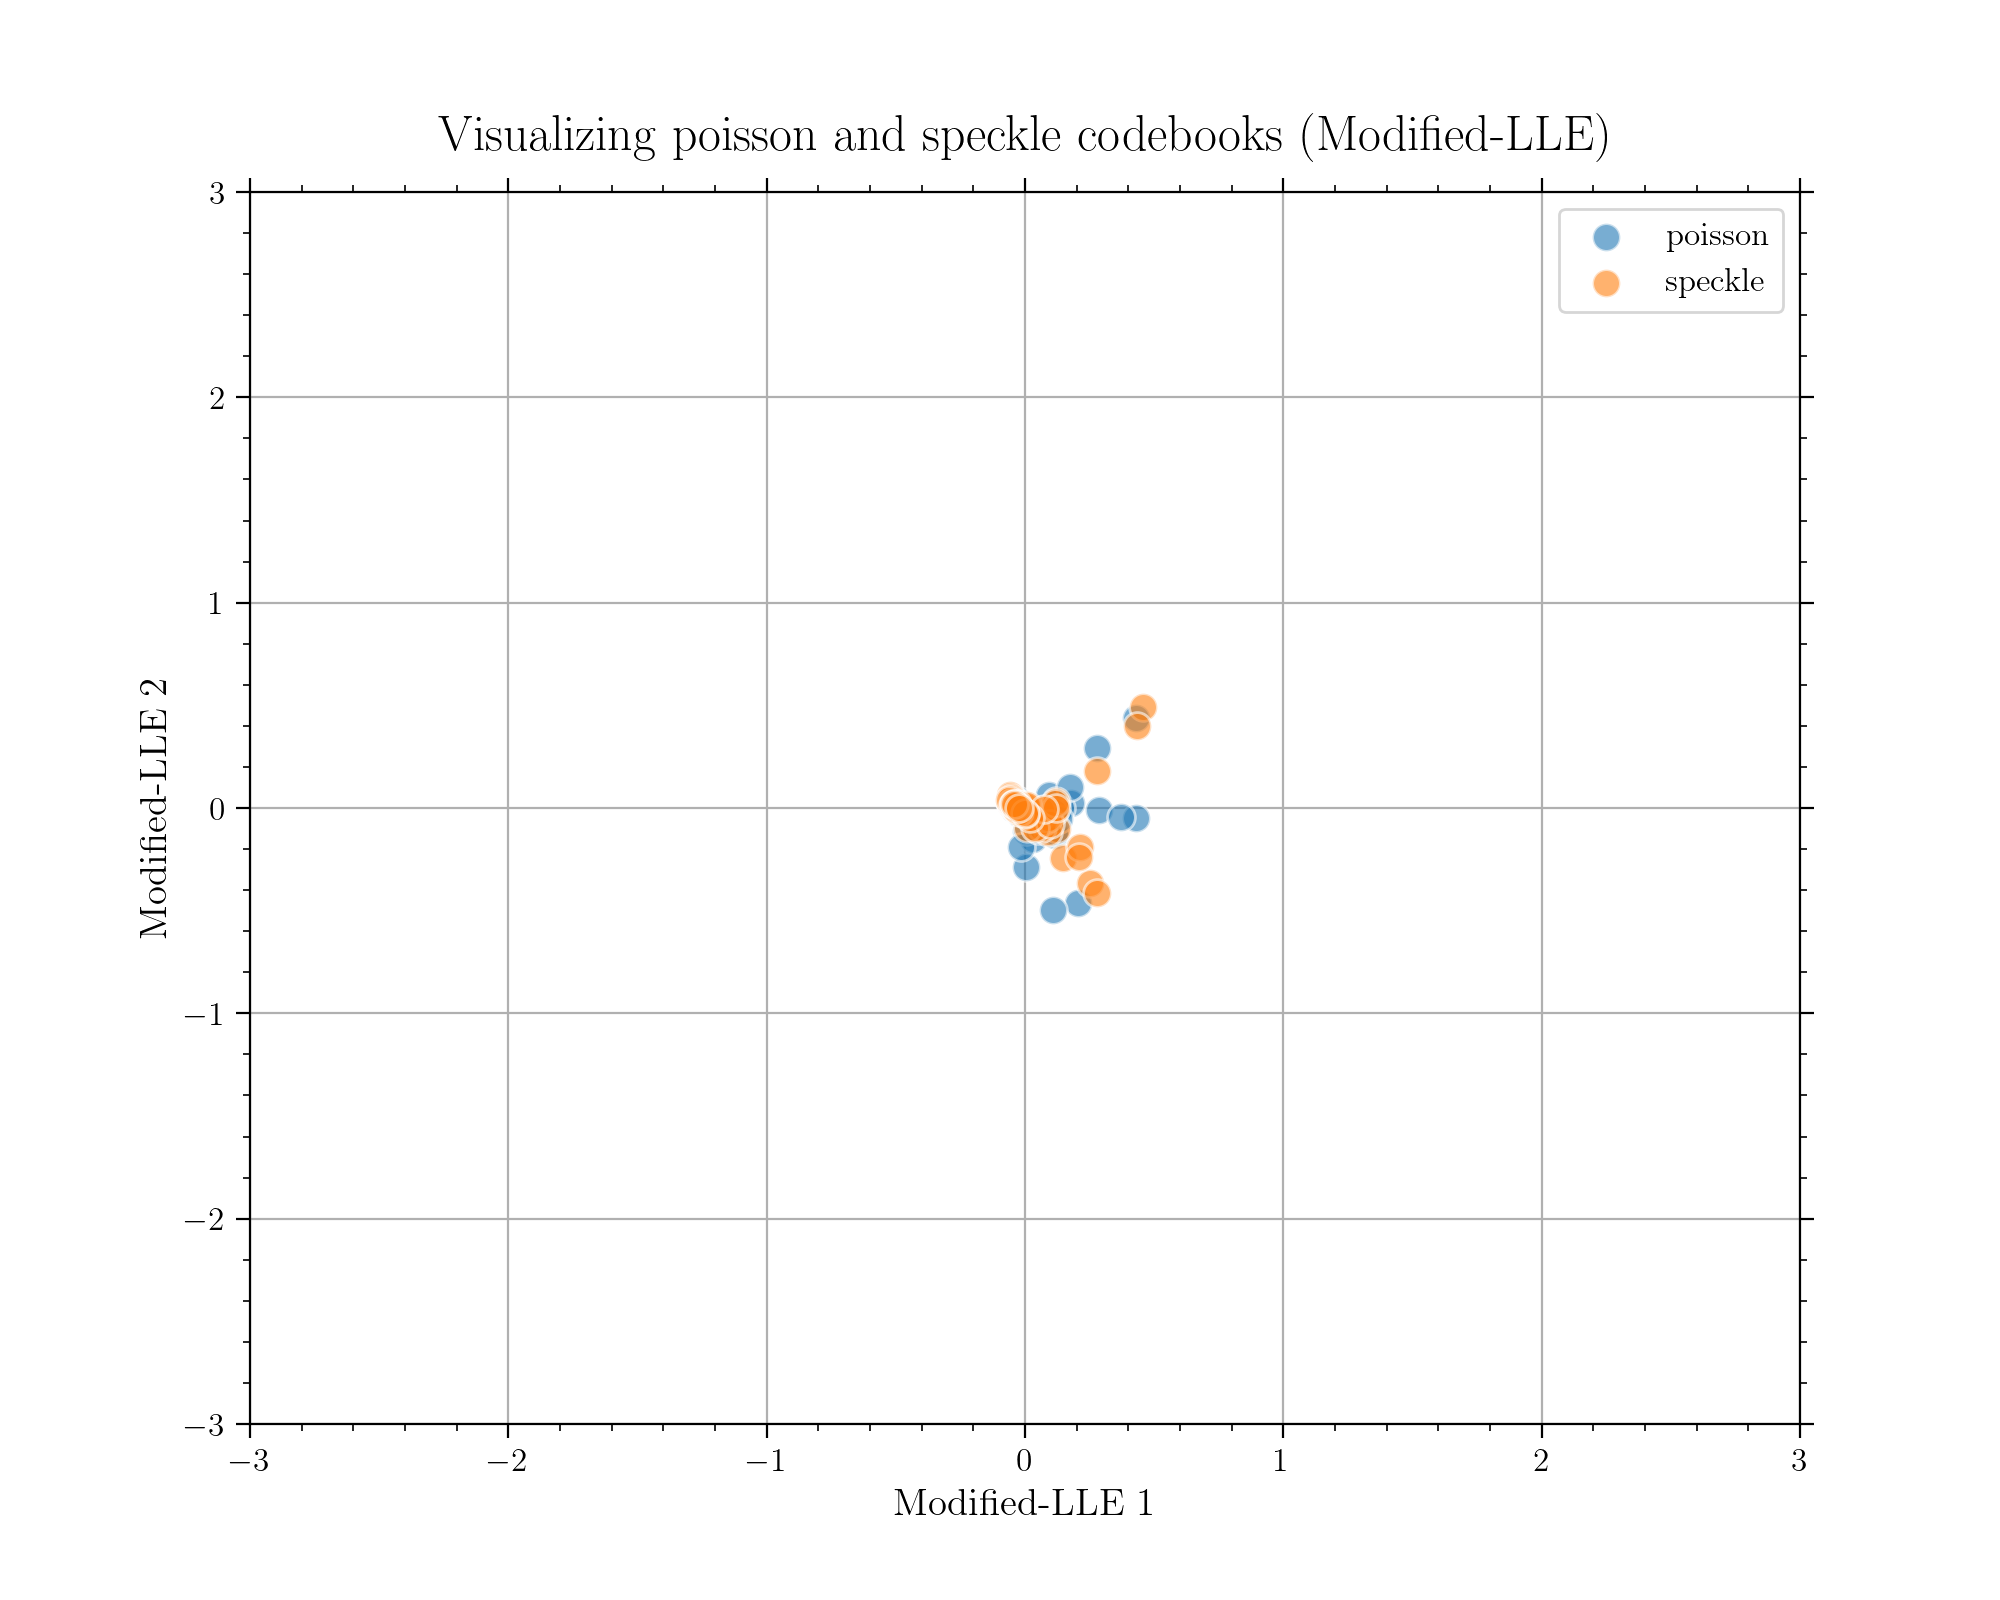 Visualizing poisson and speckle codebooks (Modified-LLE)
poisson
speckle
3
2
1
0
−1
−2
−3
Modified-LLE 2
−3
−2
−1
0
1
2
3
Modified-LLE 1